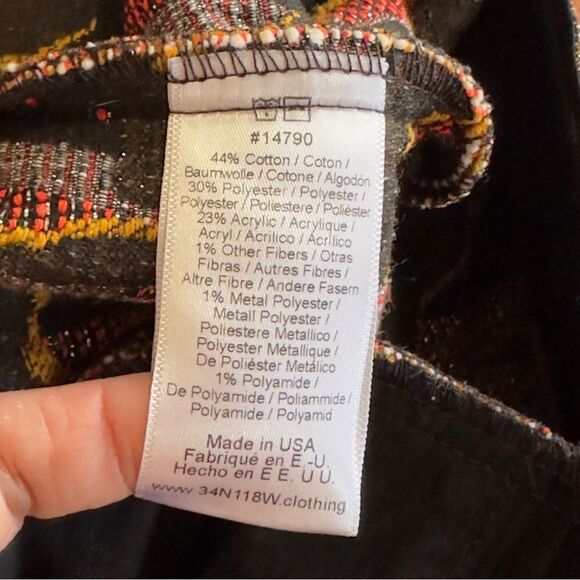 #14790
44% Cotton / Coton /
Baumwolle / Cotone / Algodón
30% Polyester / Polyester /
Polyester / Poliestere / Poliéster
23% Acrylic / Acrylique /
Acryl / Acrilico / Acrílico
1% Other Fibers / Otras
Fibras / Autres Fibres /
Altre Fibre / Andere Fasern
1% Metal Polyester /
Metall Polyester /
Poliestere Metallico /
Polyester Métallique /
De Poliéster Metálico
1% Polyamide /
De Polyamide / Poliammide /
Polyamide / Polyamid
Made in USA
Fabriqué en E.-U.
Hecho en E E. U U.
www.34N118W.clothing